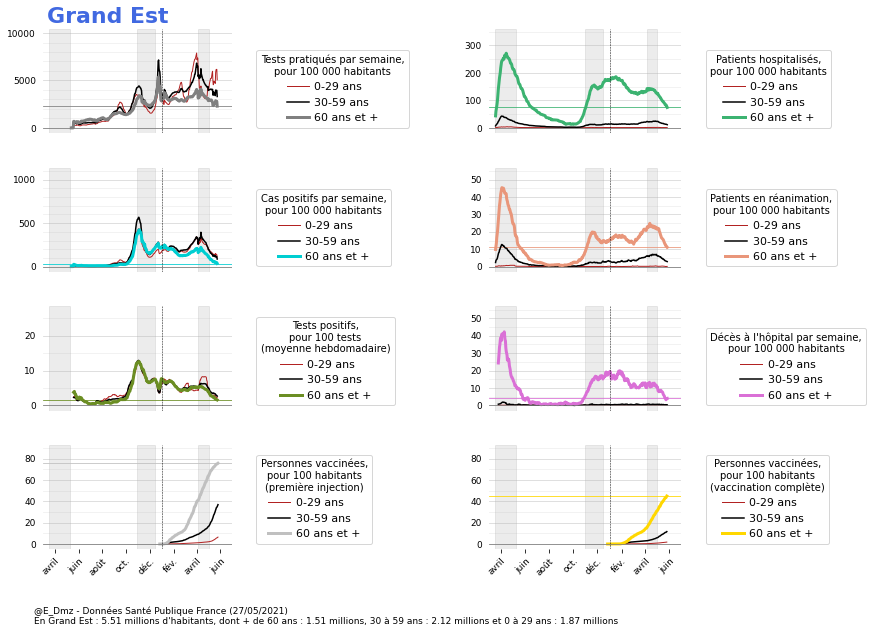 Grand Est
10000
5000
0
Tests pratiqués par semaine,
pour 100 000 habitants
0-29 ans
30-59 ans
60 ans et +
300
200
100
0
Patients hospitalisés,
pour 100 000 habitants
0-29 ans
30-59 ans
60 ans et +
1000
500
0
Cas positifs par semaine,
pour 100 000 habitants
0-29 ans
30-59 ans
60 ans et +
50
40
30
20
10
0
Patients en réanimation,
pour 100 000 habitants
0-29 ans
30-59 ans
60 ans et +
20
10
0
Tests positifs,
pour 100 tests
(moyenne hebdomadaire)
0-29 ans
30-59 ans
60 ans et +
50
40
30
20
10
0
Décès à l'hôpital par semaine,
pour 100 000 habitants
0-29 ans
30-59 ans
60 ans et +
80
60
40
20
0
avril
juin
août
oct.
déc.
fév.
avril
juin
Personnes vaccinées,
pour 100 habitants
(première injection)
0-29 ans
30-59 ans
60 ans et +
80
60
40
20
0
avril
juin
août
oct.
déc.
fév.
avril
juin
Personnes vaccinées,
pour 100 habitants
(vaccination complète)
0-29 ans
30-59 ans
60 ans et +
@E_Dmz - Données Santé Publique France (27/05/2021)
En Grand Est : 5.51 millions d'habitants, dont + de 60 ans : 1.51 millions, 30 à 59 ans : 2.12 millions et 0 à 29 ans : 1.87 millions